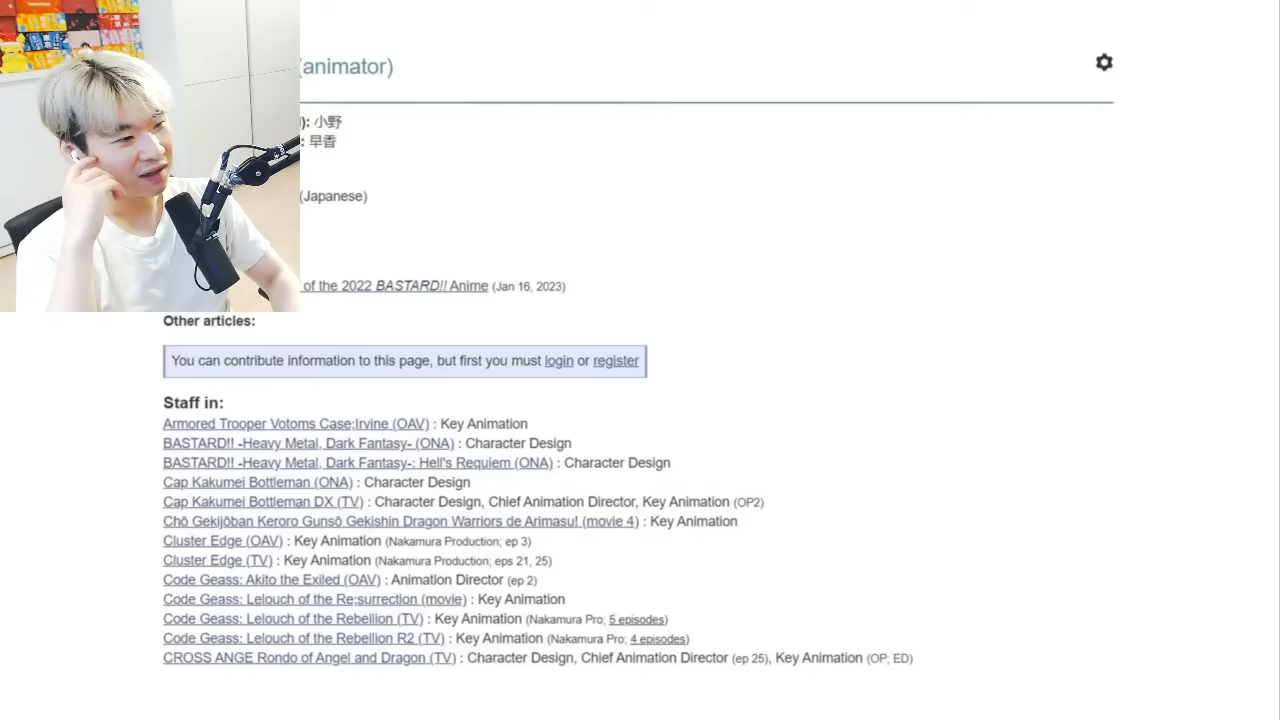 (animator)
): 小野
: 早香
(Japanese)
of the 2022 BASTARD!! Anime (Jan 16, 2023)
Other articles:
You can contribute information to this page, but first you must login or register
Staff in:
Armored Trooper Votoms Case;Irvine (OAV) : Key Animation
BASTARD!! -Heavy Metal, Dark Fantasy- (ONA) : Character Design
BASTARD!! -Heavy Metal, Dark Fantasy-: Hell's Requiem (ONA) : Character Design
Cap Kakumei Bottleman (ONA) : Character Design
Cap Kakumei Bottleman DX (TV) : Character Design, Chief Animation Director, Key Animation (OP2)
Chō Gekijōban Keroro Gunsō Gekishin Dragon Warriors de Arimasu! (movie 4) : Key Animation
Cluster Edge (OAV) : Key Animation (Nakamura Production; ep 3)
Cluster Edge (TV) : Key Animation (Nakamura Production; eps 21, 25)
Code Geass: Akito the Exiled (OAV) : Animation Director (ep 2)
Code Geass: Lelouch of the Re;surrection (movie) : Key Animation
Code Geass: Lelouch of the Rebellion (TV) : Key Animation (Nakamura Pro; 5 episodes)
Code Geass: Lelouch of the Rebellion R2 (TV) : Key Animation (Nakamura Pro; 4 episodes)
CROSS ANGE Rondo of Angel and Dragon (TV) : Character Design, Chief Animation Director (ep 25), Key Animation (OP; ED)